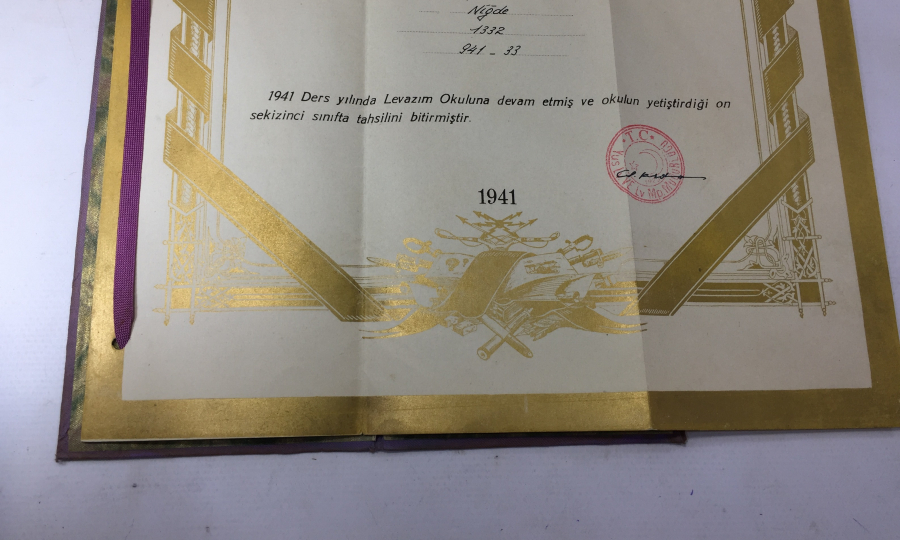 Niğde
1332
941 - 33
1941 Ders yılında Levazım Okuluna devam etmiş ve okulun yetiştirdiği on
sekizinci sınıfta tahsilini bitirmiştir.
T.C.
1941